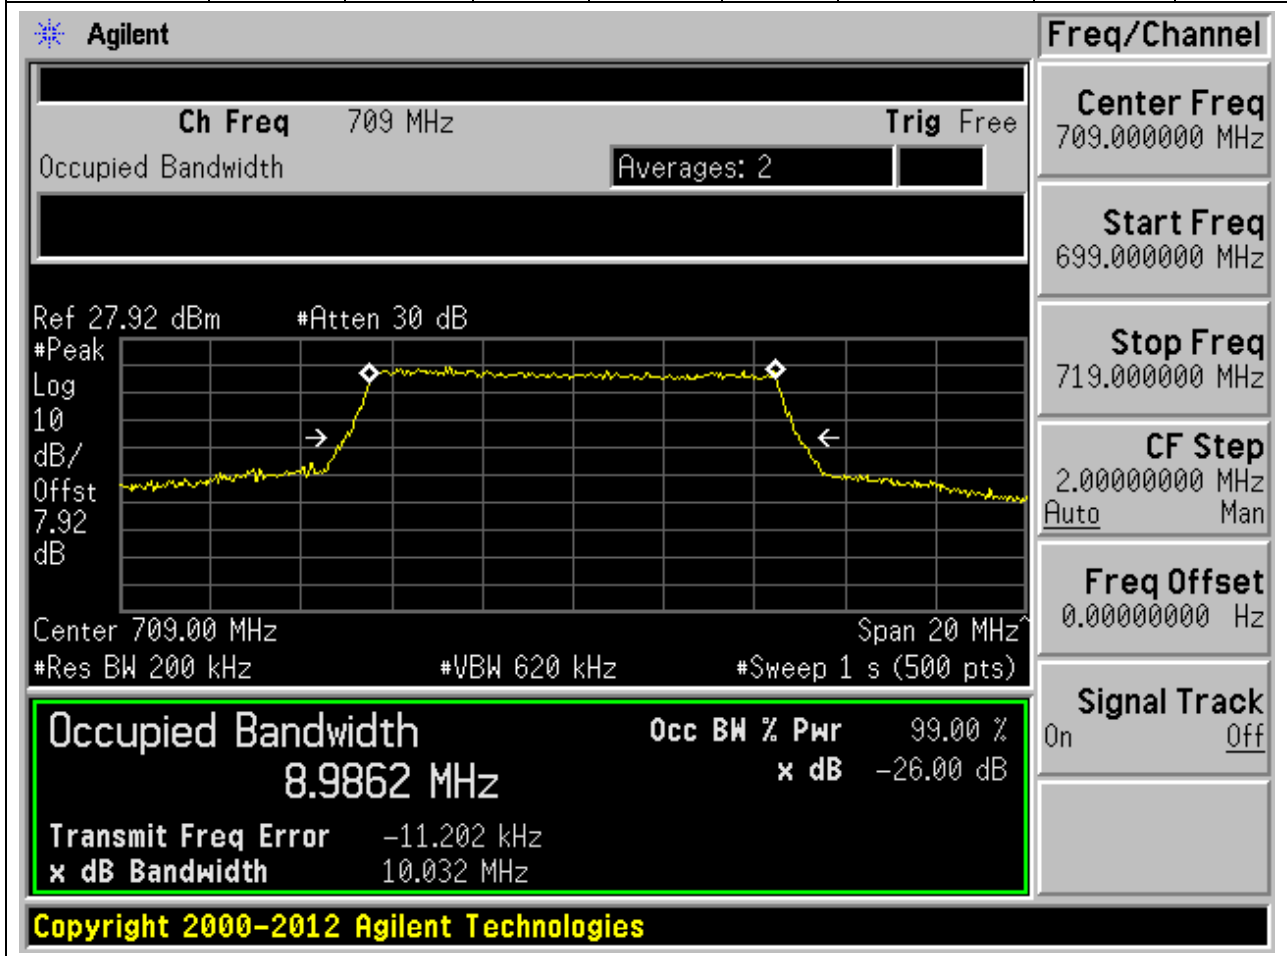 Agilent
Freq/Channel
Ch Freq 709 MHz Trig Free
Occupied Bandwidth Averages: 2
Ref 27.92 dBm #Atten 30 dB
#Peak
Log
10
dB/
Offst
7.92
dB
Center 709.00 MHz Span 20 MHz^
#Res BW 200 kHz #VBW 620 kHz #Sweep 1 s (500 pts)
Occupied Bandwidth
8.9862 MHz
Occ BW % Pwr 99.00 %
x dB -26.00 dB
Transmit Freq Error -11.202 kHz
x dB Bandwidth 10.032 MHz
Copyright 2000-2012 Agilent Technologies
Center Freq
709.000000 MHz
Start Freq
699.000000 MHz
Stop Freq
719.000000 MHz
CF Step
2.00000000 MHz
Auto Man
Freq Offset
0.00000000 Hz
Signal Track
On Off